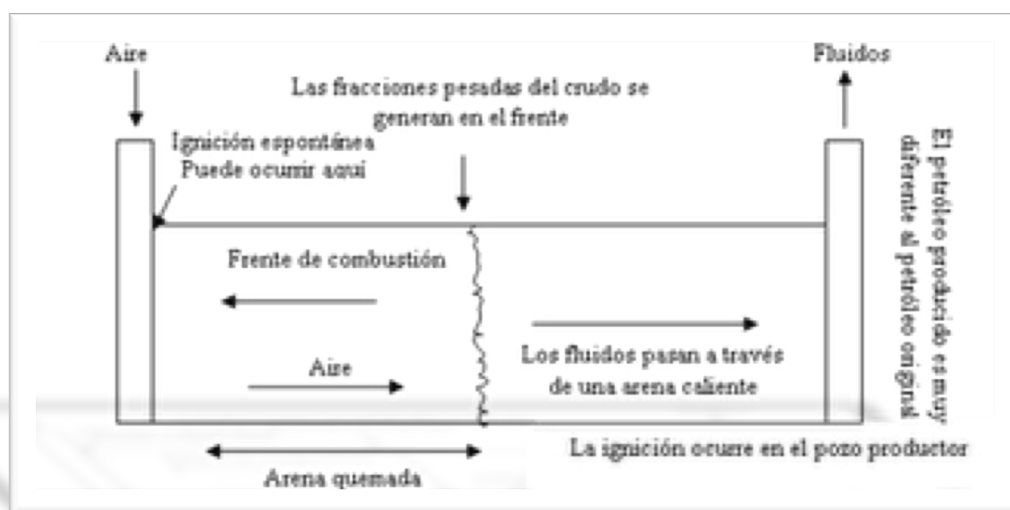 Aire
Fluidos
Las fracciones pesadas del crudo se
generan en el frente
Ignición espontánea
Puede ocurrir aquí
Frente de combustión
Aire
Los fluidos pasan a través
de una arena caliente
El petróleo producido es muy
diferente al petróleo original
La ignición ocurre en el pozo productor
Arena quemada